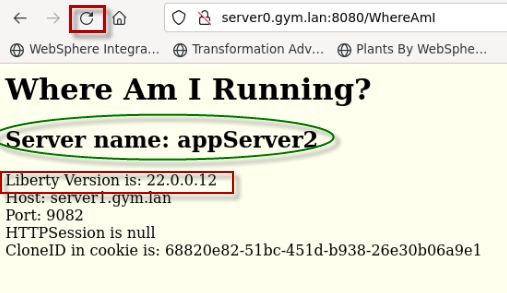 server0.gym.lan:8080/WhereAmI
WebSphere Integra... Transformation Adv... Plants By WebSphe...
Where Am I Running?
Server name: appServer2
Liberty Version is: 22.0.0.12
Host: server1.gym.lan
Port: 9082
HTTPSession is null
CloneID in cookie is: 68820e82-51bc-451d-b938-26e30b06a9e1